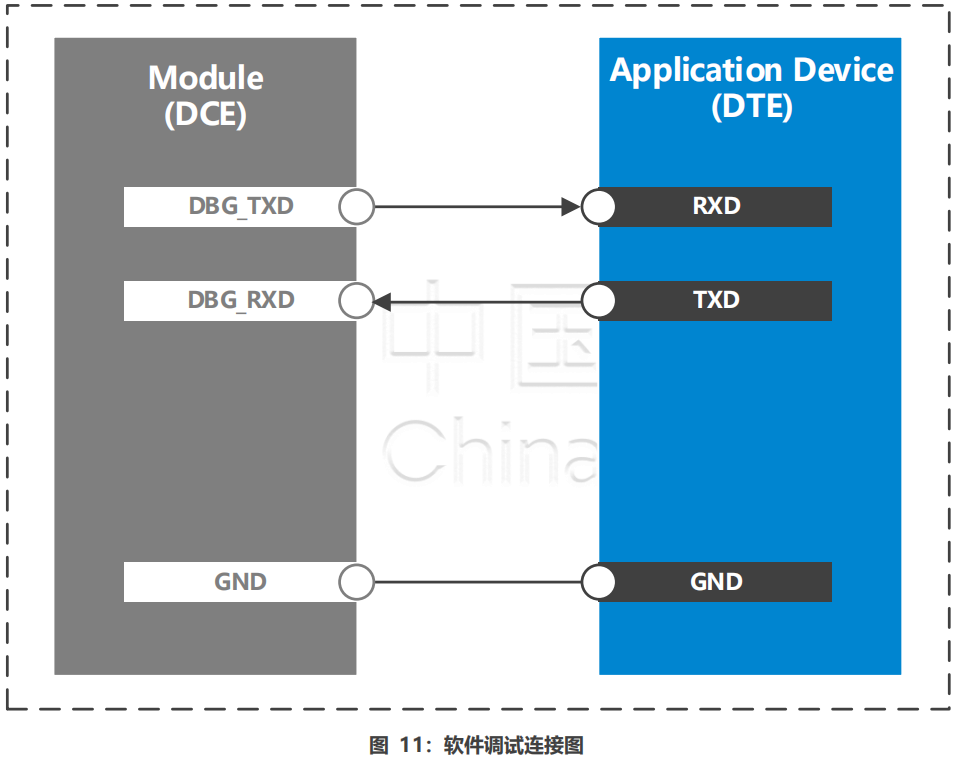 Module
(DCE)
Application Device
(DTE)
DBG_TXD
RXD
DBG_RXD
TXD
中国
China
GND
GND
图 11：软件调试连接图